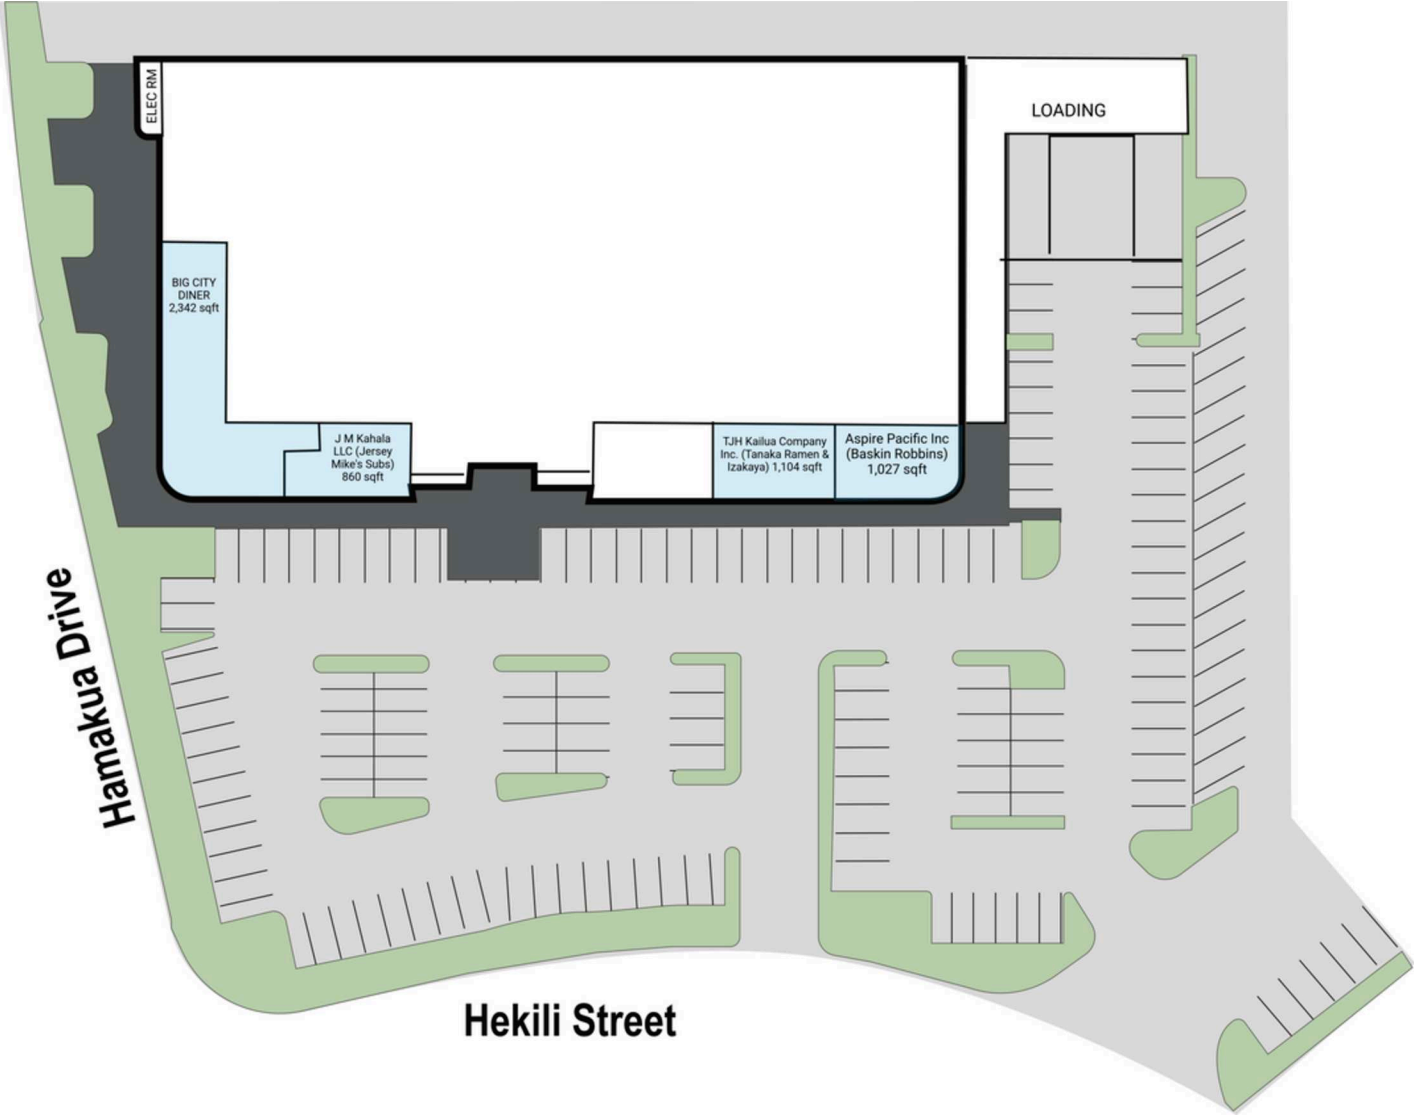 ELEC RM
LOADING
BIG CITY
DINER
2,342 sqft
J M Kahala
LLC (Jersey
Mike's Subs)
860 sqft
TJH Kailua Company
Inc. (Tanaka Ramen &
Izakaya) 1,104 sqft
Aspire Pacific Inc
(Baskin Robbins)
1,027 sqft
Hamakua Drive
Hekili Street